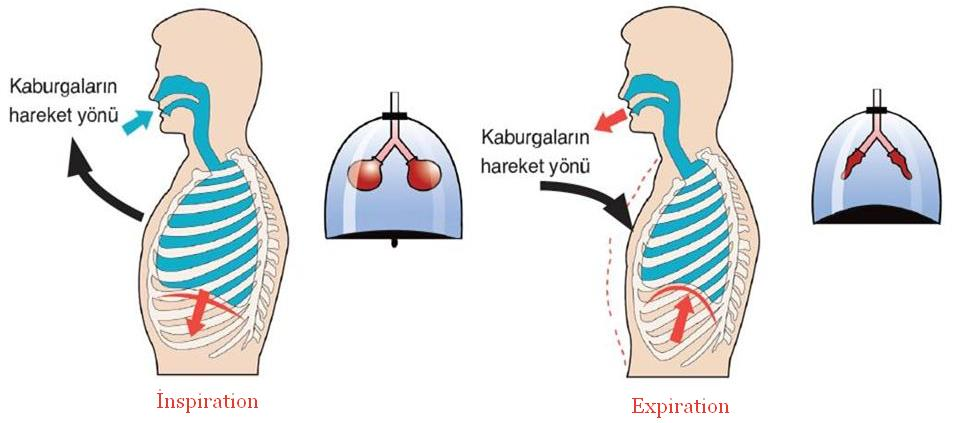 Kaburgaların
hareket yönü
İnspiration
Kaburgaların
hareket yönü
Expiration